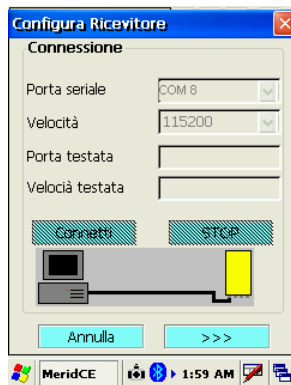 Configura Ricevitore
Connessione
Porta seriale COM 8
Velocità 115200
Porta testata
Velocià testata
Connetti STOP
Annulla >>>
MeridCE 1:59 AM